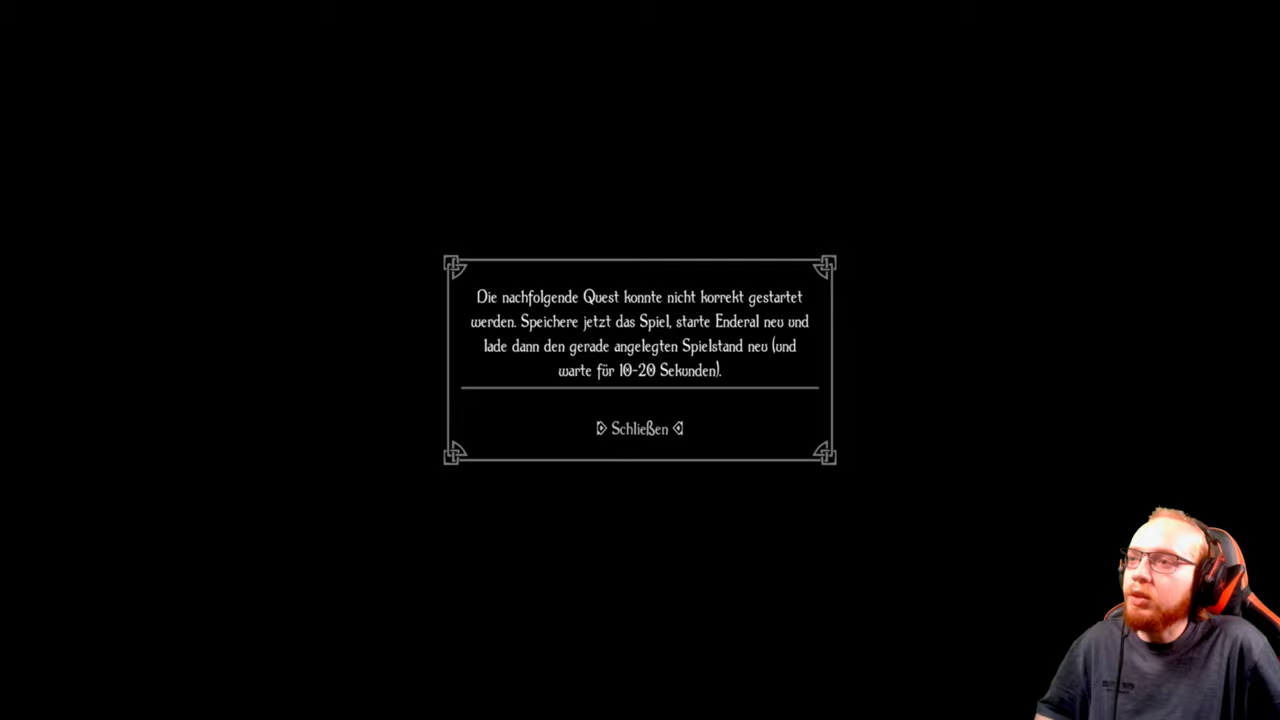 Die nachfolgende Quest konnte nicht korrekt gestartet
werden. Speichere jetzt das Spiel, starte Enderal neu und
lade dann den gerade angelegten Spielstand neu (und
warte für 10-20 Sekunden).
Schließen